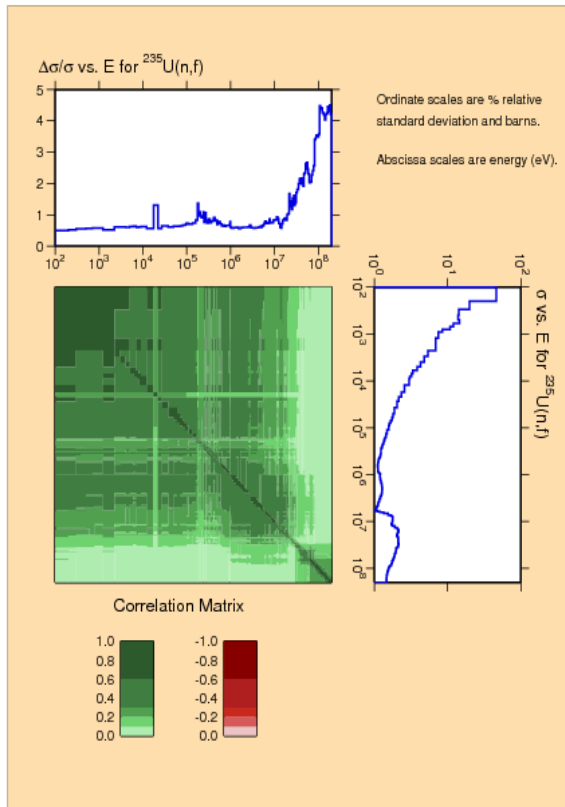 Δσ/σ vs. E for ²³⁵U(n,f)
Ordinate scales are % relative
standard deviation and barns.
Abscissa scales are energy (eV).
5
4
3
2
1
0
10² 10³ 10⁴ 10⁵ 10⁶ 10⁷ 10⁸
10⁰ 10¹ 10²
σ vs. E for ²³⁵U(n,f)
10²
10³
10⁴
10⁵
10⁶
10⁷
10⁸
Correlation Matrix
1.0 -1.0
0.8 -0.8
0.6 -0.6
0.4 -0.4
0.2 -0.2
0.0 0.0